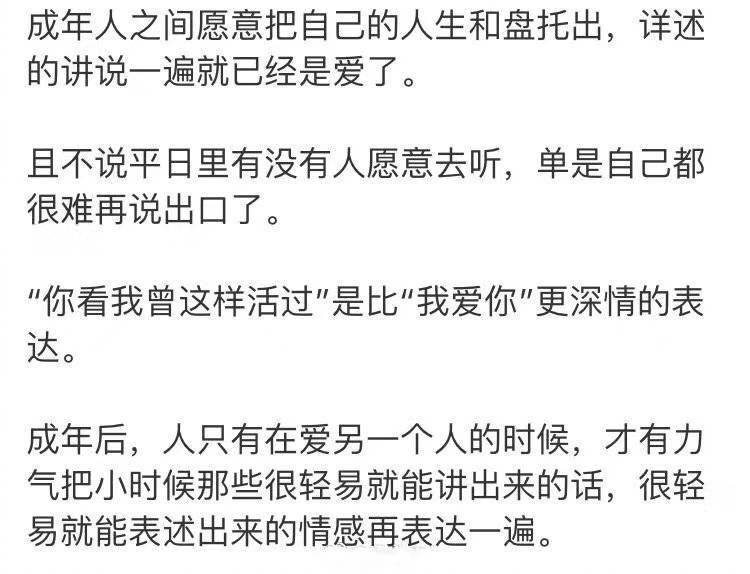 成年人之间愿意把自己的人生和盘托出，详述
的讲说一遍就已经是爱了。
且不说平日里有没有人愿意去听，单是自己都
很难再说出口了。
“你看我曾这样活过”是比“我爱你”更深情的表
达。
成年后，人只有在爱另一个人的时候，才有力
气把小时候那些很轻易就能讲出来的话，很轻
易就能表述出来的情感再表达一遍。